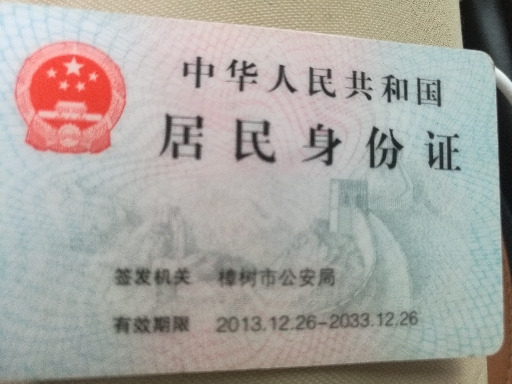 中华人民共和国
居民身份证
签发机关 樟树市公安局
有效期限 2013.12.26-2033.12.26